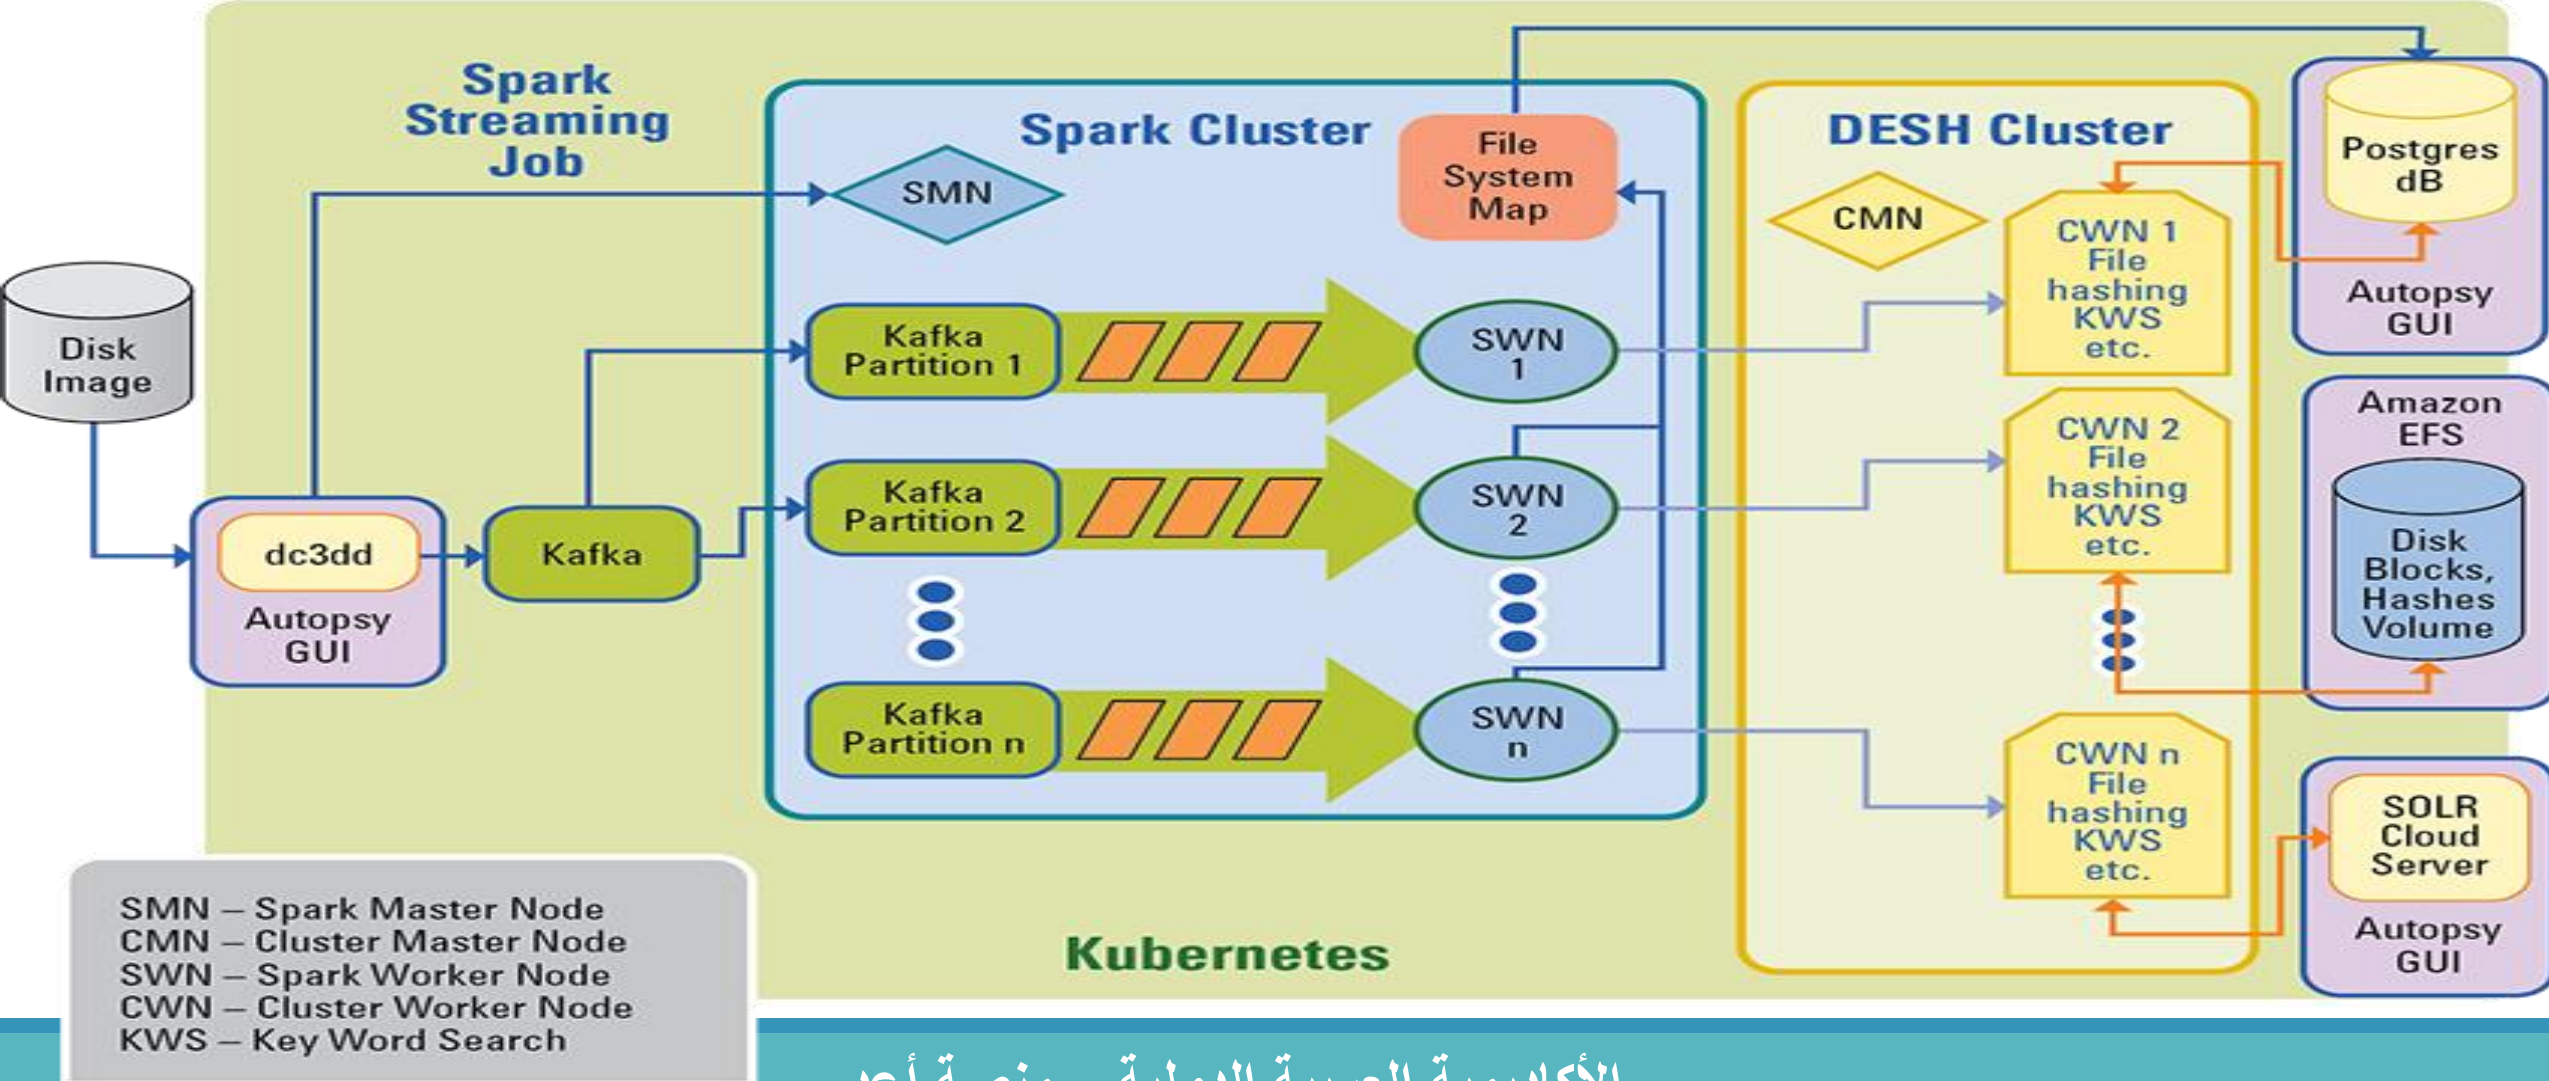 Spark
Streaming
Job
Spark Cluster
DESH Cluster
SMN
File
System
Map
CMN
Postgres
dB
Autopsy
GUI
Disk
Image
Kafka
Partition 1
SWN
1
CWN 1
File
hashing
KWS
etc.
Kafka
Partition 2
SWN
2
CWN 2
File
hashing
KWS
etc.
Amazon
EFS
Disk
Blocks,
Hashes
Volume
dc3dd
Autopsy
GUI
Kafka
Kafka
Partition n
SWN
n
CWN n
File
hashing
KWS
etc.
SOLR
Cloud
Server
Autopsy
GUI
Kubernetes
SMN – Spark Master Node
CMN – Cluster Master Node
SWN – Spark Worker Node
CWN – Cluster Worker Node
KWS – Key Word Search
الأكاديمية العربية الدولية منصة